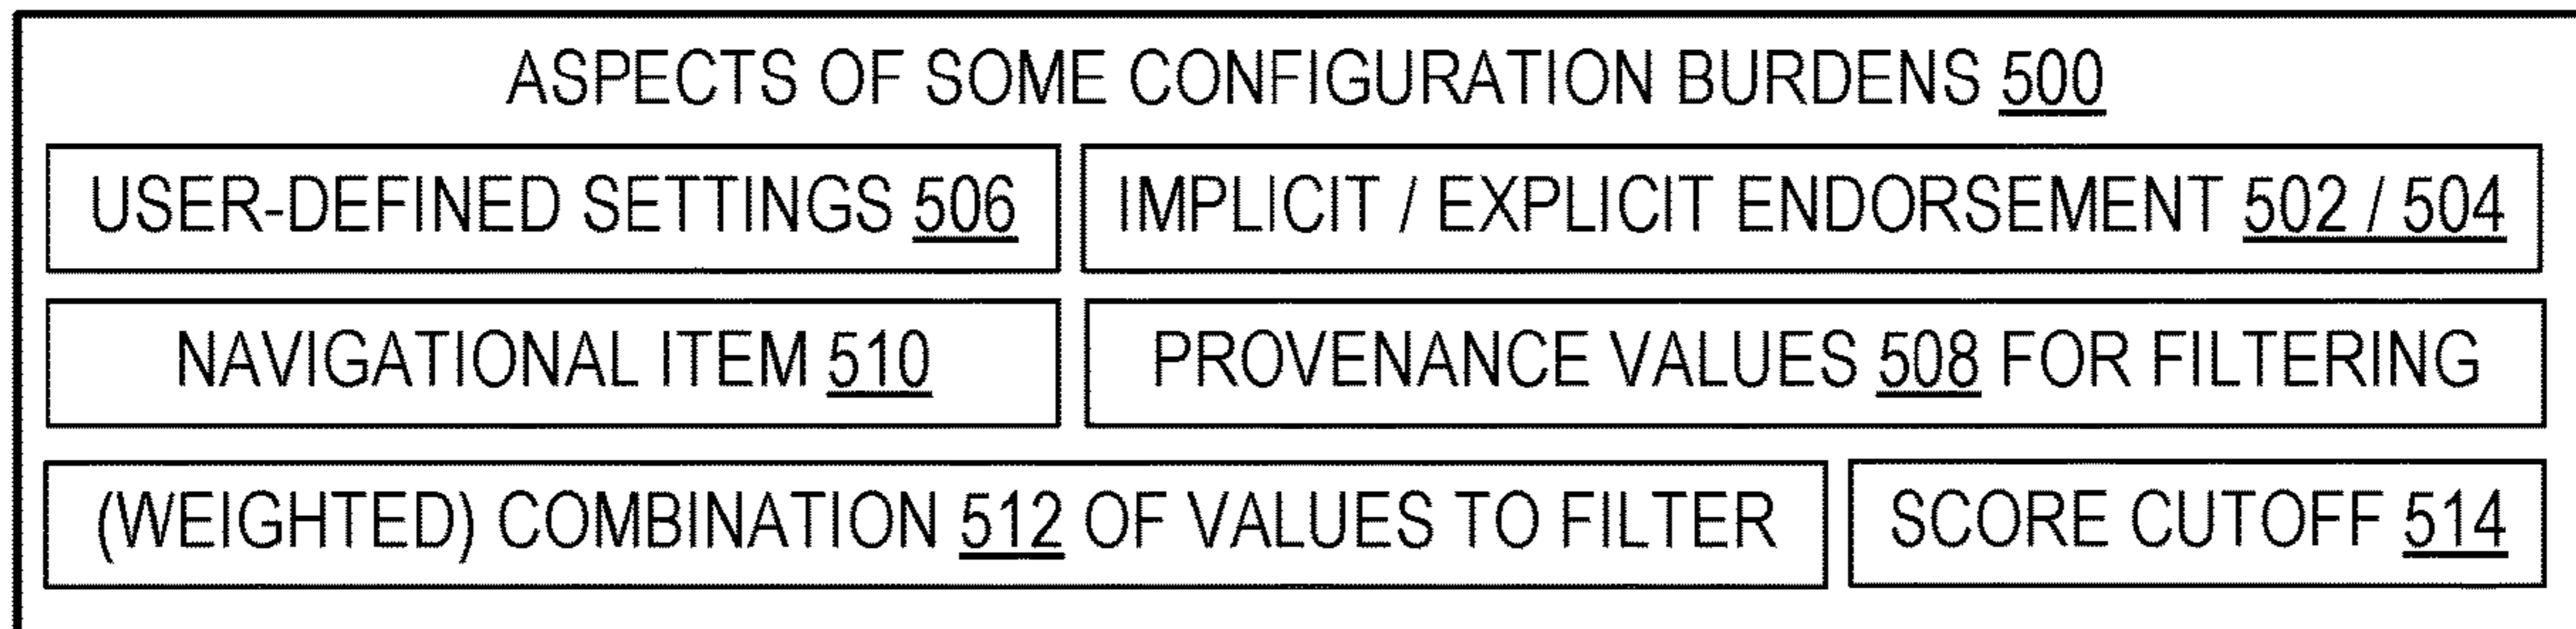 ASPECTS OF SOME CONFIGURATION BURDENS 500
USER-DEFINED SETTINGS 506
IMPLICIT / EXPLICIT ENDORSEMENT 502 / 504
NAVIGATIONAL ITEM 510
PROVENANCE VALUES 508 FOR FILTERING
(WEIGHTED) COMBINATION 512 OF VALUES TO FILTER
SCORE CUTOFF 514